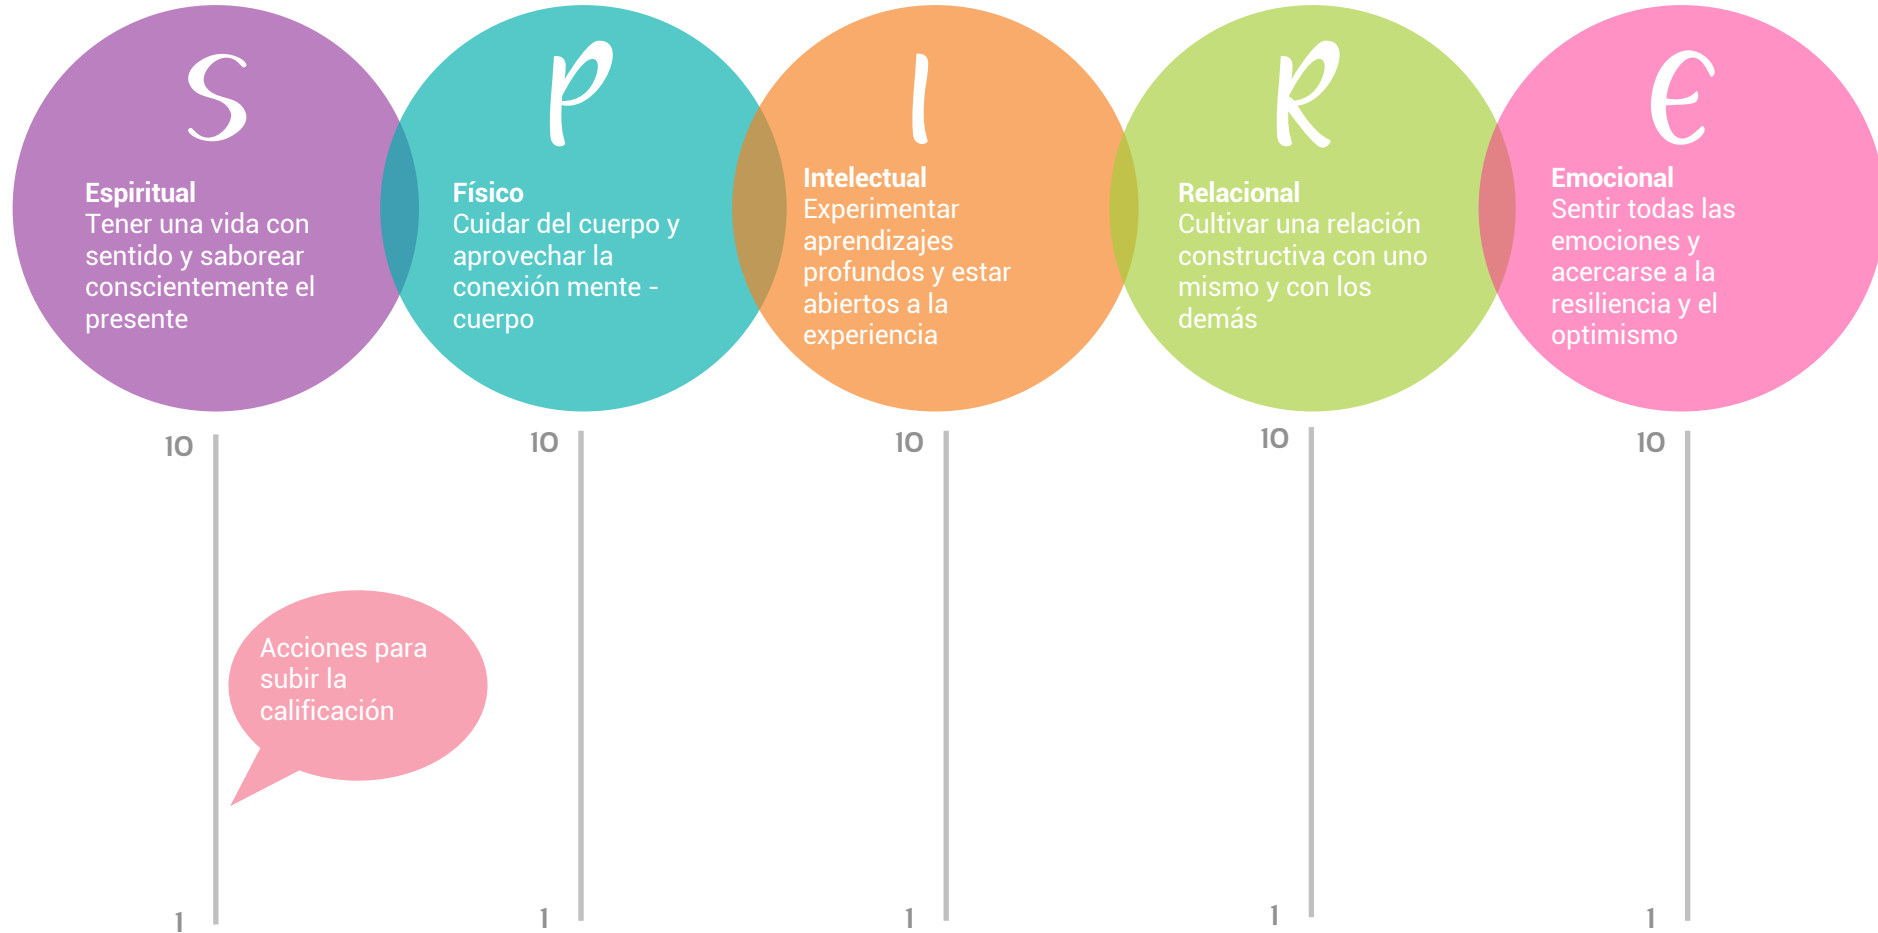 S
Espiritual
Tener una vida con
sentido y saborear
conscientemente el
presente
P
Físico
Cuidar del cuerpo y
aprovechar la
conexión mente -
cuerpo
I
Intelectual
Experimentar
aprendizajes
profundos y estar
abiertos a la
experiencia
R
Relacional
Cultivar una relación
constructiva con uno
mismo y con los
demás
E
Emocional
Sentir todas las
emociones y
acercarse a la
resiliencia y el
optimismo
10
10
10
10
10
Acciones para
subir la
calificación
1
1
1
1
1